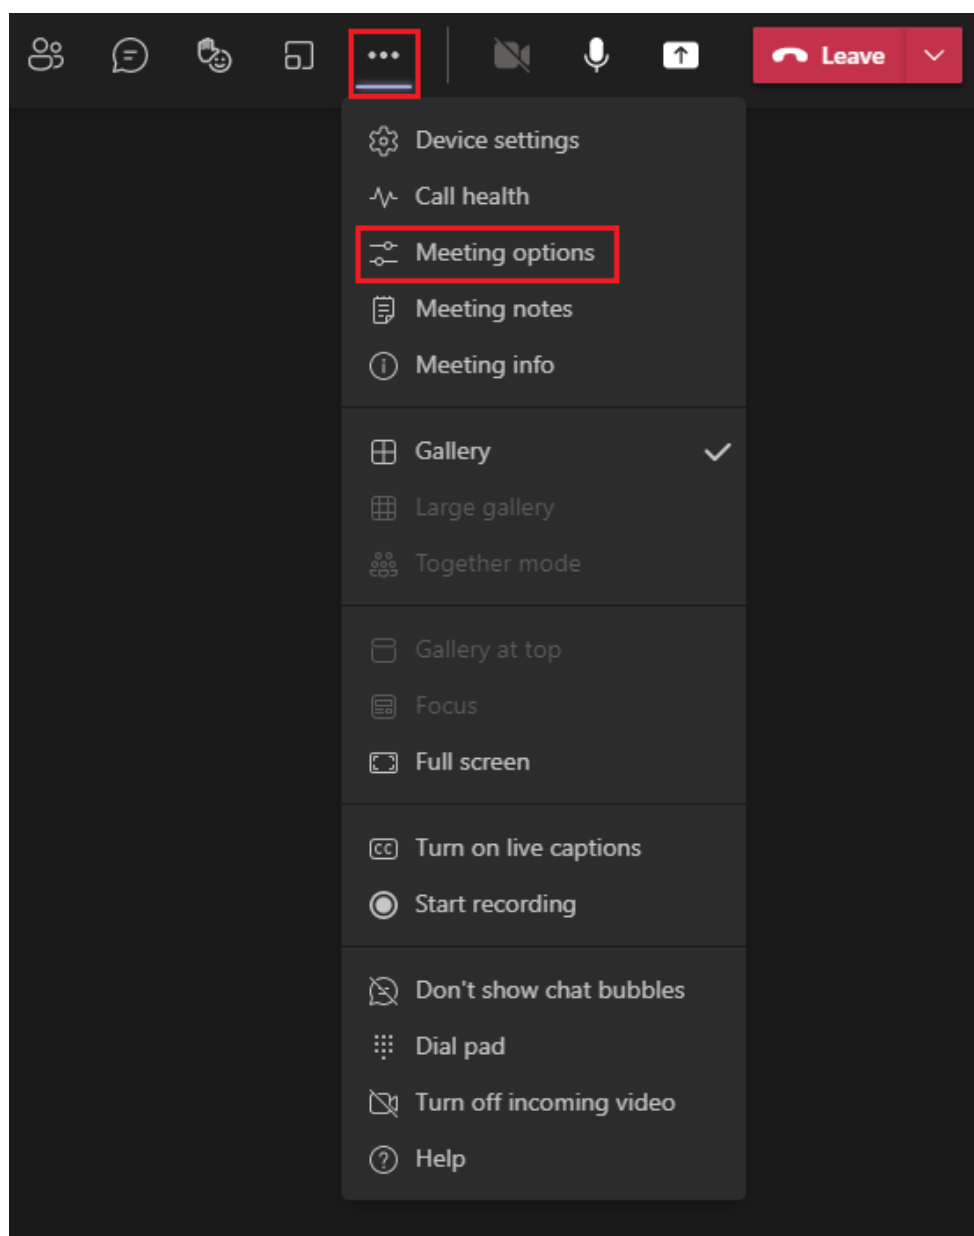 Leave
Device settings
Call health
Meeting options
Meeting notes
Meeting info
Gallery
Large gallery
Together mode
Gallery at top
Focus
Full screen
CC Turn on live captions
Start recording
Don't show chat bubbles
Dial pad
Turn off incoming video
Help